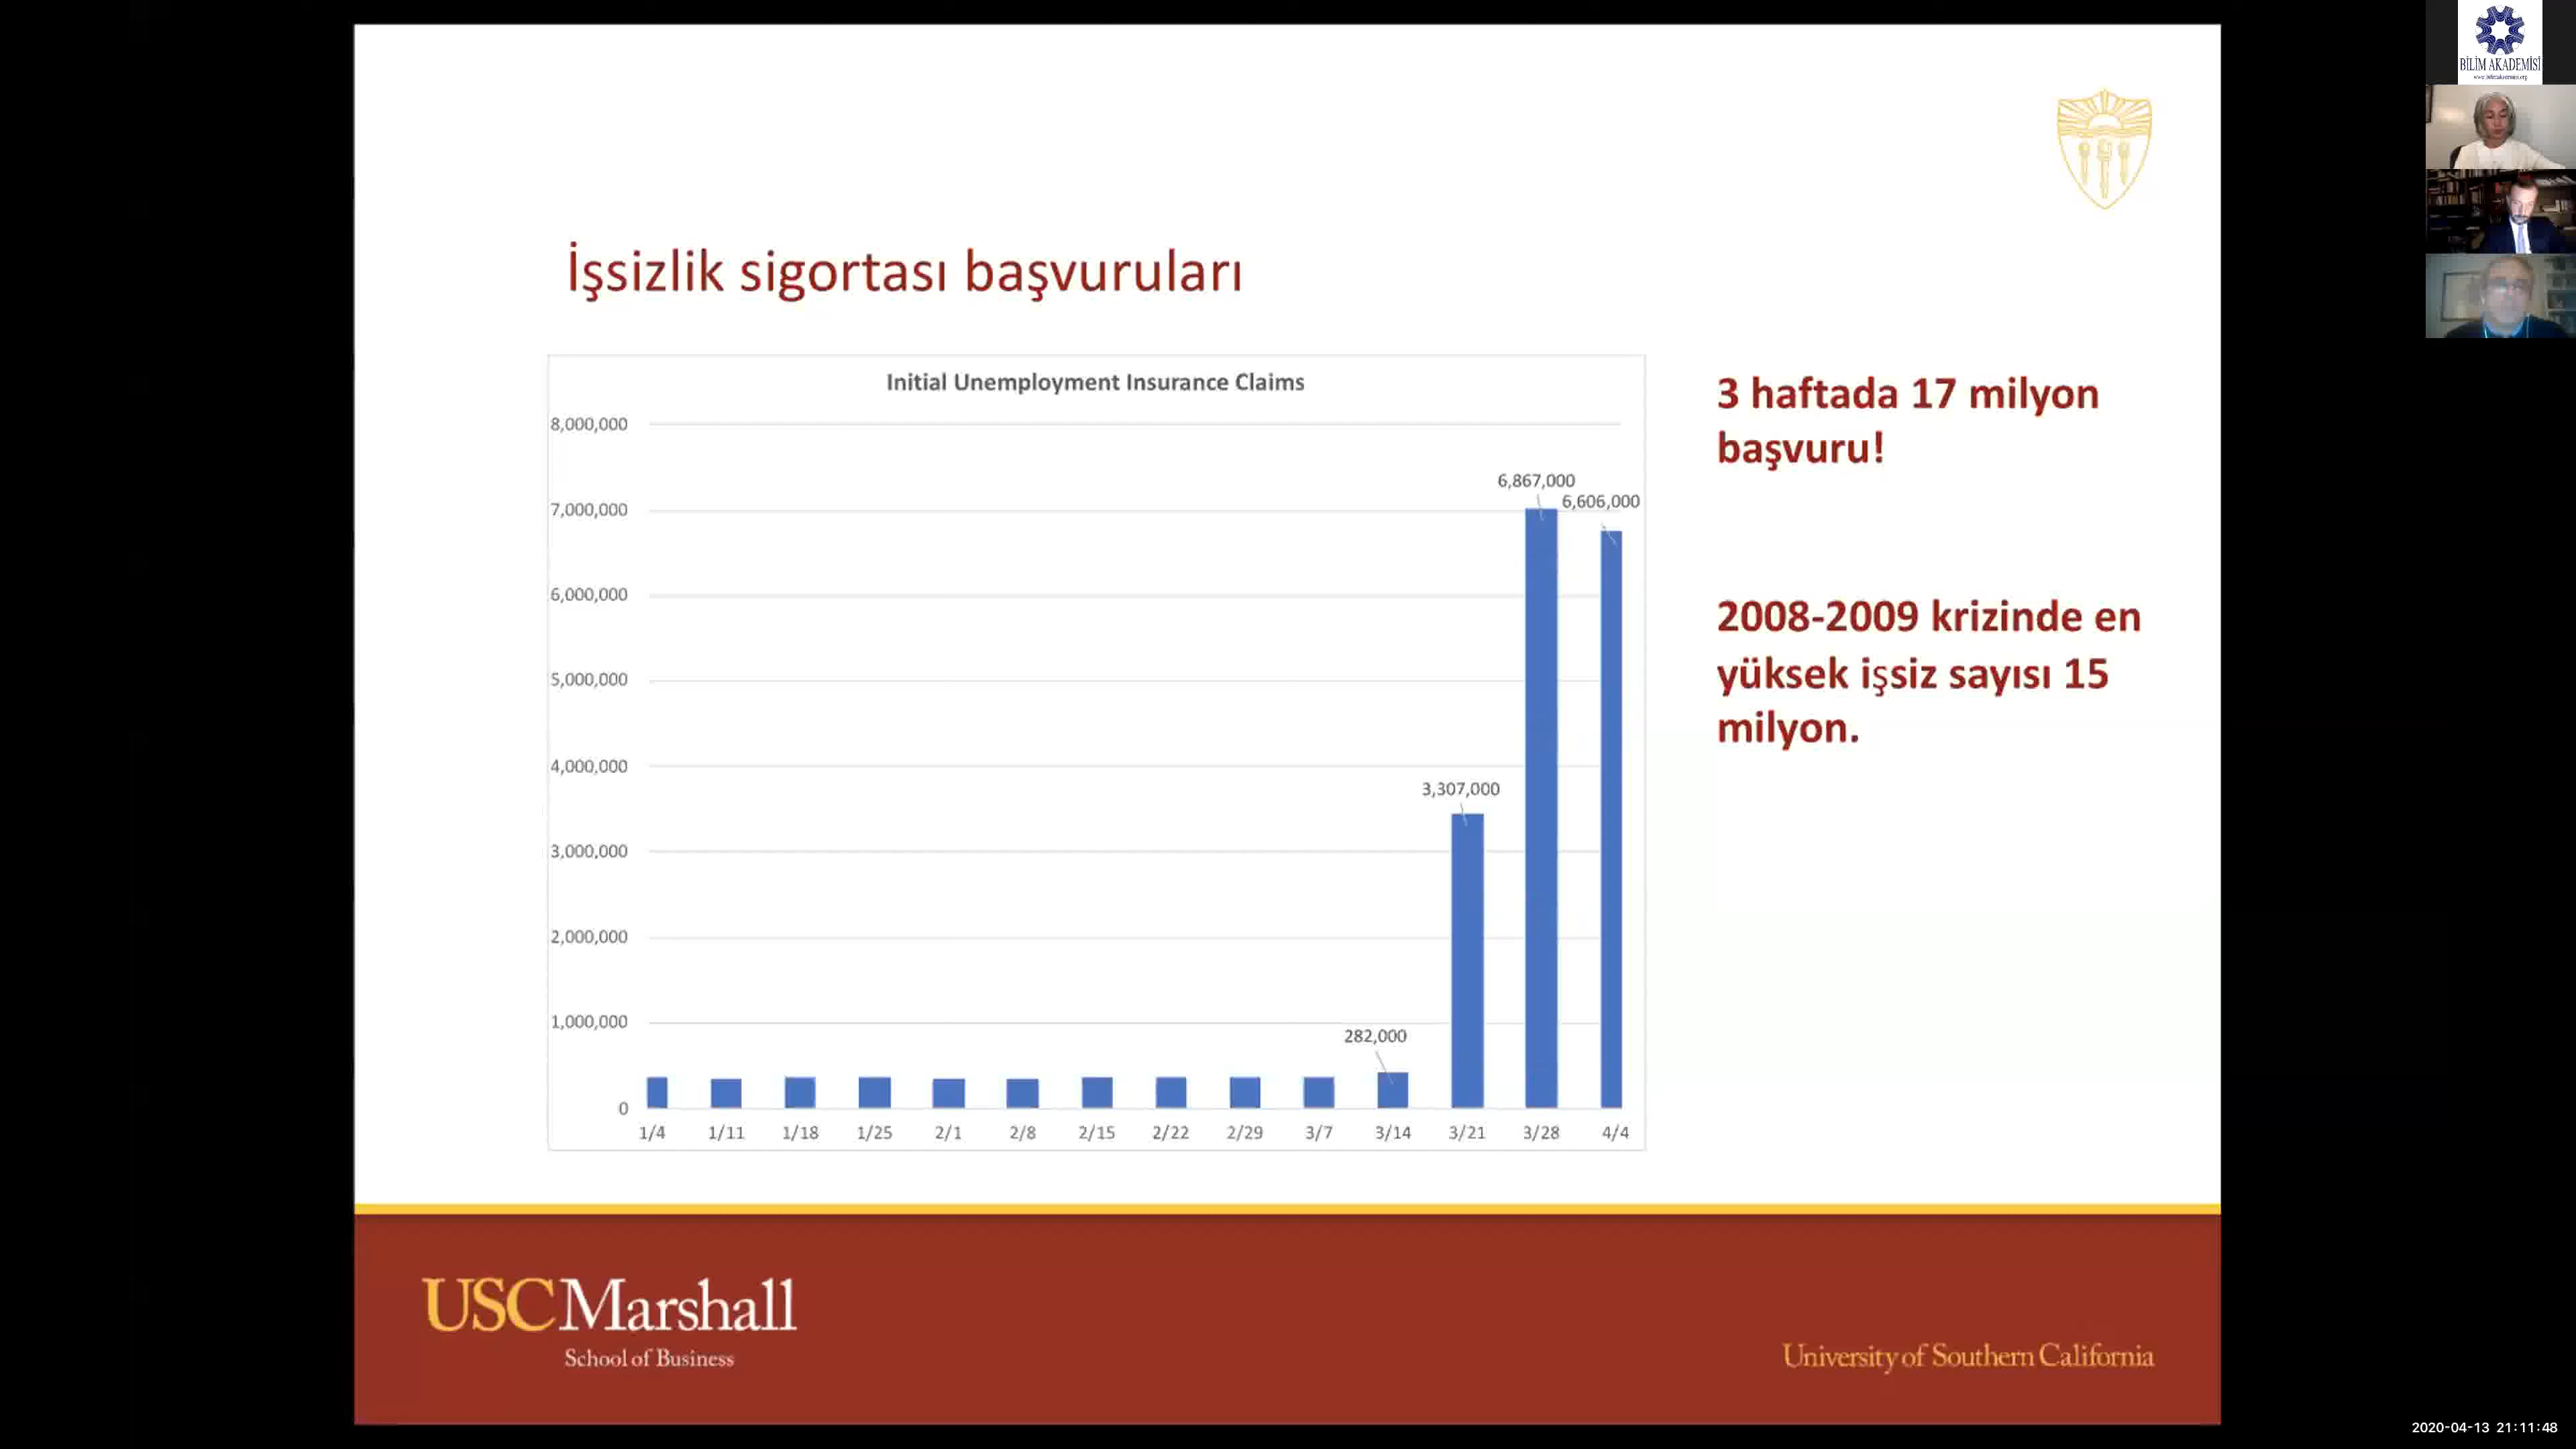 BİLİM AKADEMİSİ
İşsizlik sigortası başvuruları
Initial Unemployment Insurance Claims
8,000,000
7,000,000
6,000,000
5,000,000
4,000,000
3,000,000
2,000,000
1,000,000
0
282,000
3,307,000
6,867,000
6,606,000
1/4 1/11 1/18 1/25 2/1 2/8 2/15 2/22 2/29 3/7 3/14 3/21 3/28 4/4
3 haftada 17 milyon
başvuru!
2008-2009 krizinde en
yüksek işsiz sayısı 15
milyon.
USC Marshall
School of Business
University of Southern California
2020-04-13 21:11:48